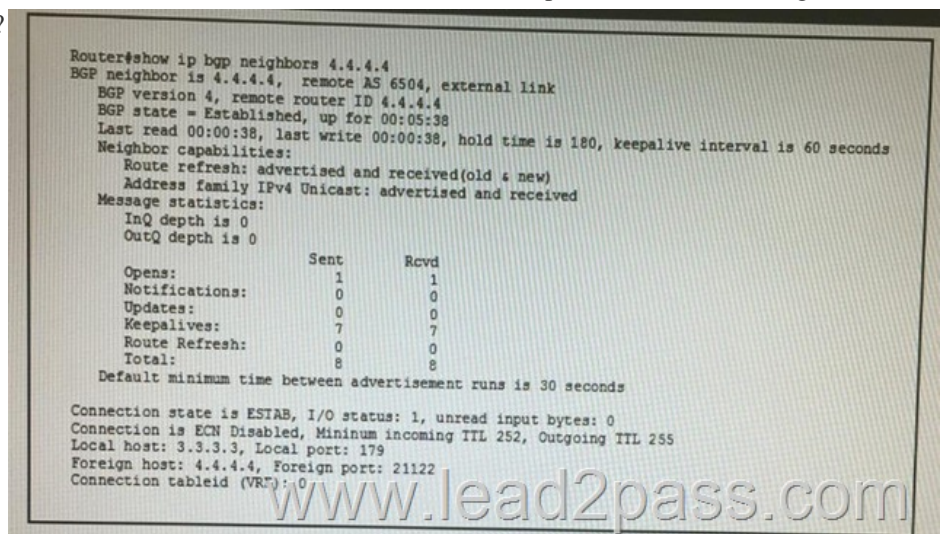 ?
Router#show ip bgp neighbors 4.4.4.4
BGP neighbor is 4.4.4.4, remote AS 6504, external link
BGP version 4, remote router ID 4.4.4.4
BGP state = Established, up for 00:05:38
Last read 00:00:38, last write 00:00:38, hold time is 180, keepalive interval is 60 seconds
Neighbor capabilities:
Route refresh: advertised and received(old & new)
Address family IPv4 Unicast: advertised and received
Message statistics:
InQ depth is 0
OutQ depth is 0
Sent Rcvd
Opens: 1 1
Notifications: 0 0
Updates: 0 0
Keepalives: 7 7
Route Refresh: 0 0
Total: 8 8
Default minimum time between advertisement runs is 30 seconds
Connection state is ESTAB, I/O status: 1, unread input bytes: 0
Connection is ECN Disabled, Mininum incoming TTL 252, Outgoing TTL 255
Local host: 3.3.3.3, Local port: 179
Foreign host: 4.4.4.4, Foreign port: 21122
Connection tableid (VRF): 0
www.lead2pass.com